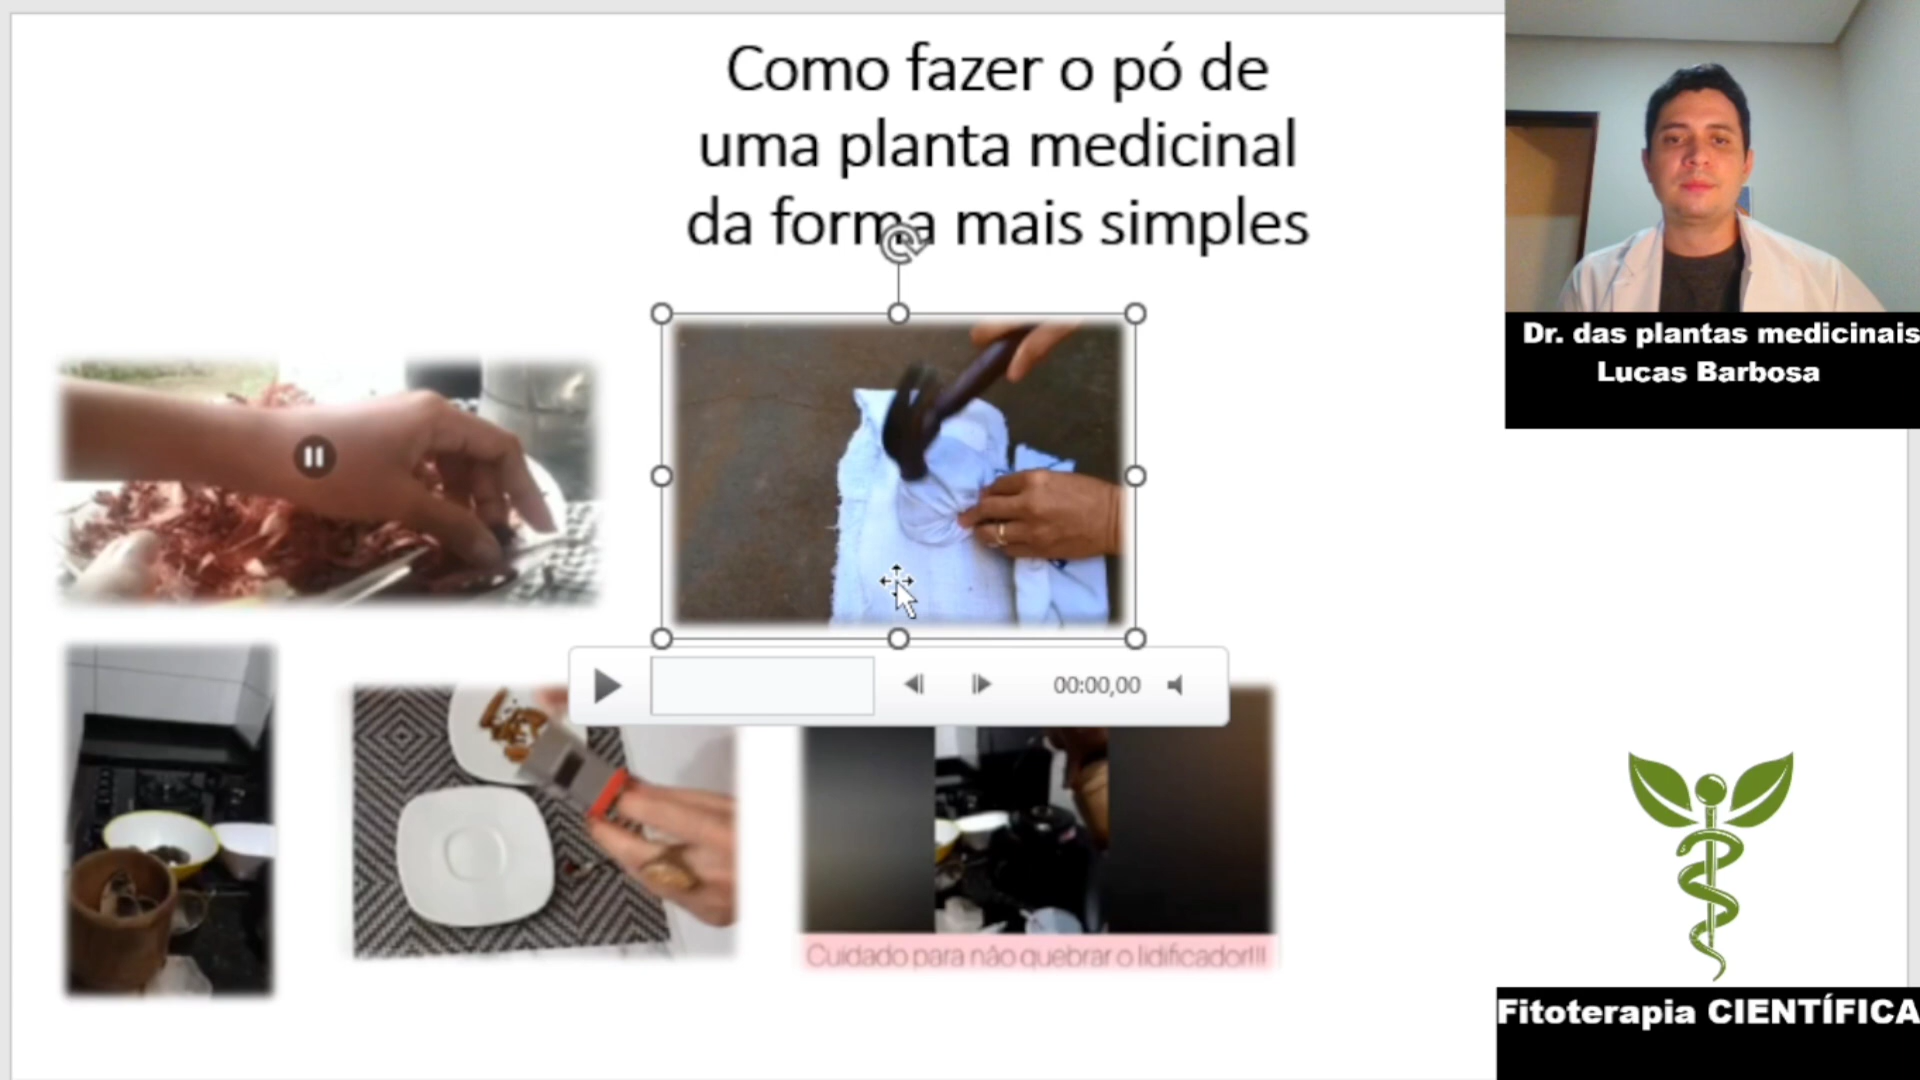 Como fazer o pó de
uma planta medicinal
da forma mais simples
Dr. das plantas medicinais
Lucas Barbosa
00:00,00
Cuidado para não quebrar o lidificador!!!
Fitoterapia CIENTÍFICA